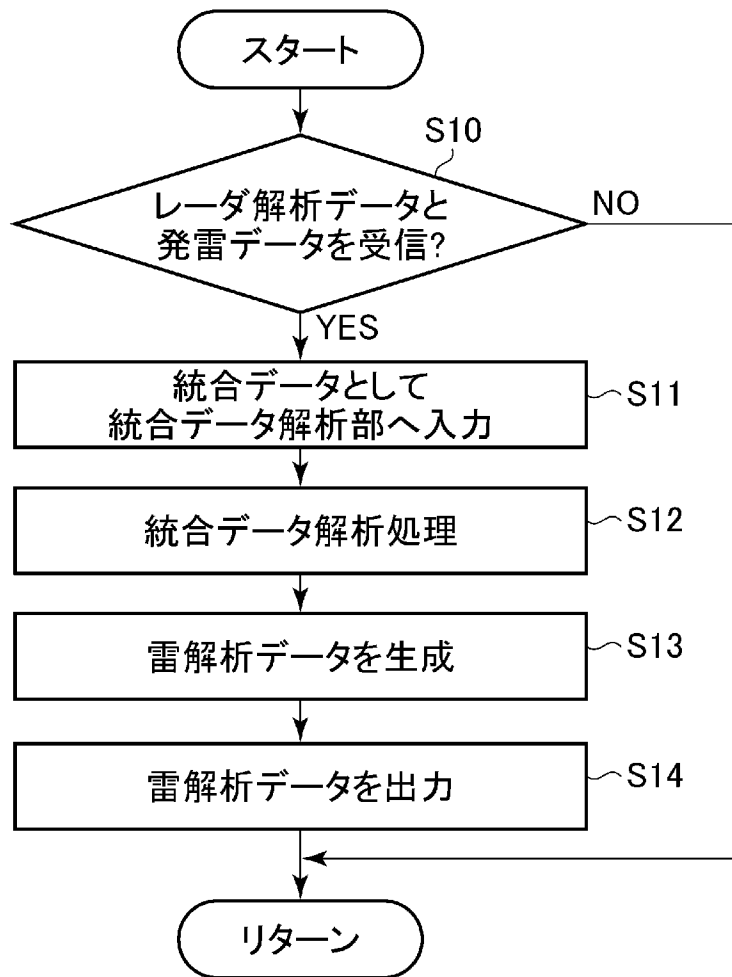 スタート
S10
レーダ解析データと
発雷データを受信?
NO
YES
統合データとして
統合データ解析部へ入力
S11
統合データ解析処理
S12
雷解析データを生成
S13
雷解析データを出力
S14
リターン